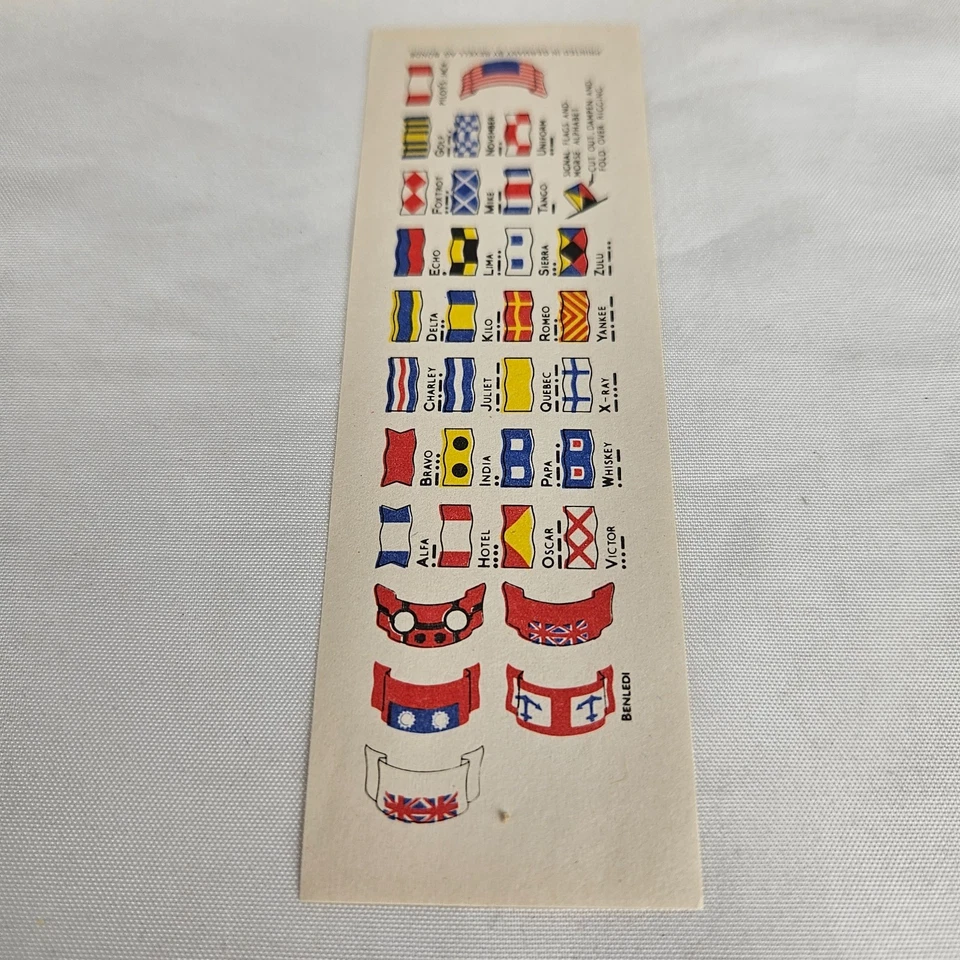 ALFA BRAVO CHARLEY DELTA ECHO FOXTROT GOLF PILOT'S
HOTEL INDIA JULIET KILO LIMA MIKE NOVEMBER
OSCAR PAPA QUEBEC ROMEO SIERRA TANGO UNIFORM
BENLEDI VICTOR WHISKEY X-RAY YANKEE ZULU
SIGNAL FLAGS AND
MORSE ALPHABET
CUT OUT, DAMPEN AND
FOLD OVER RIGGING